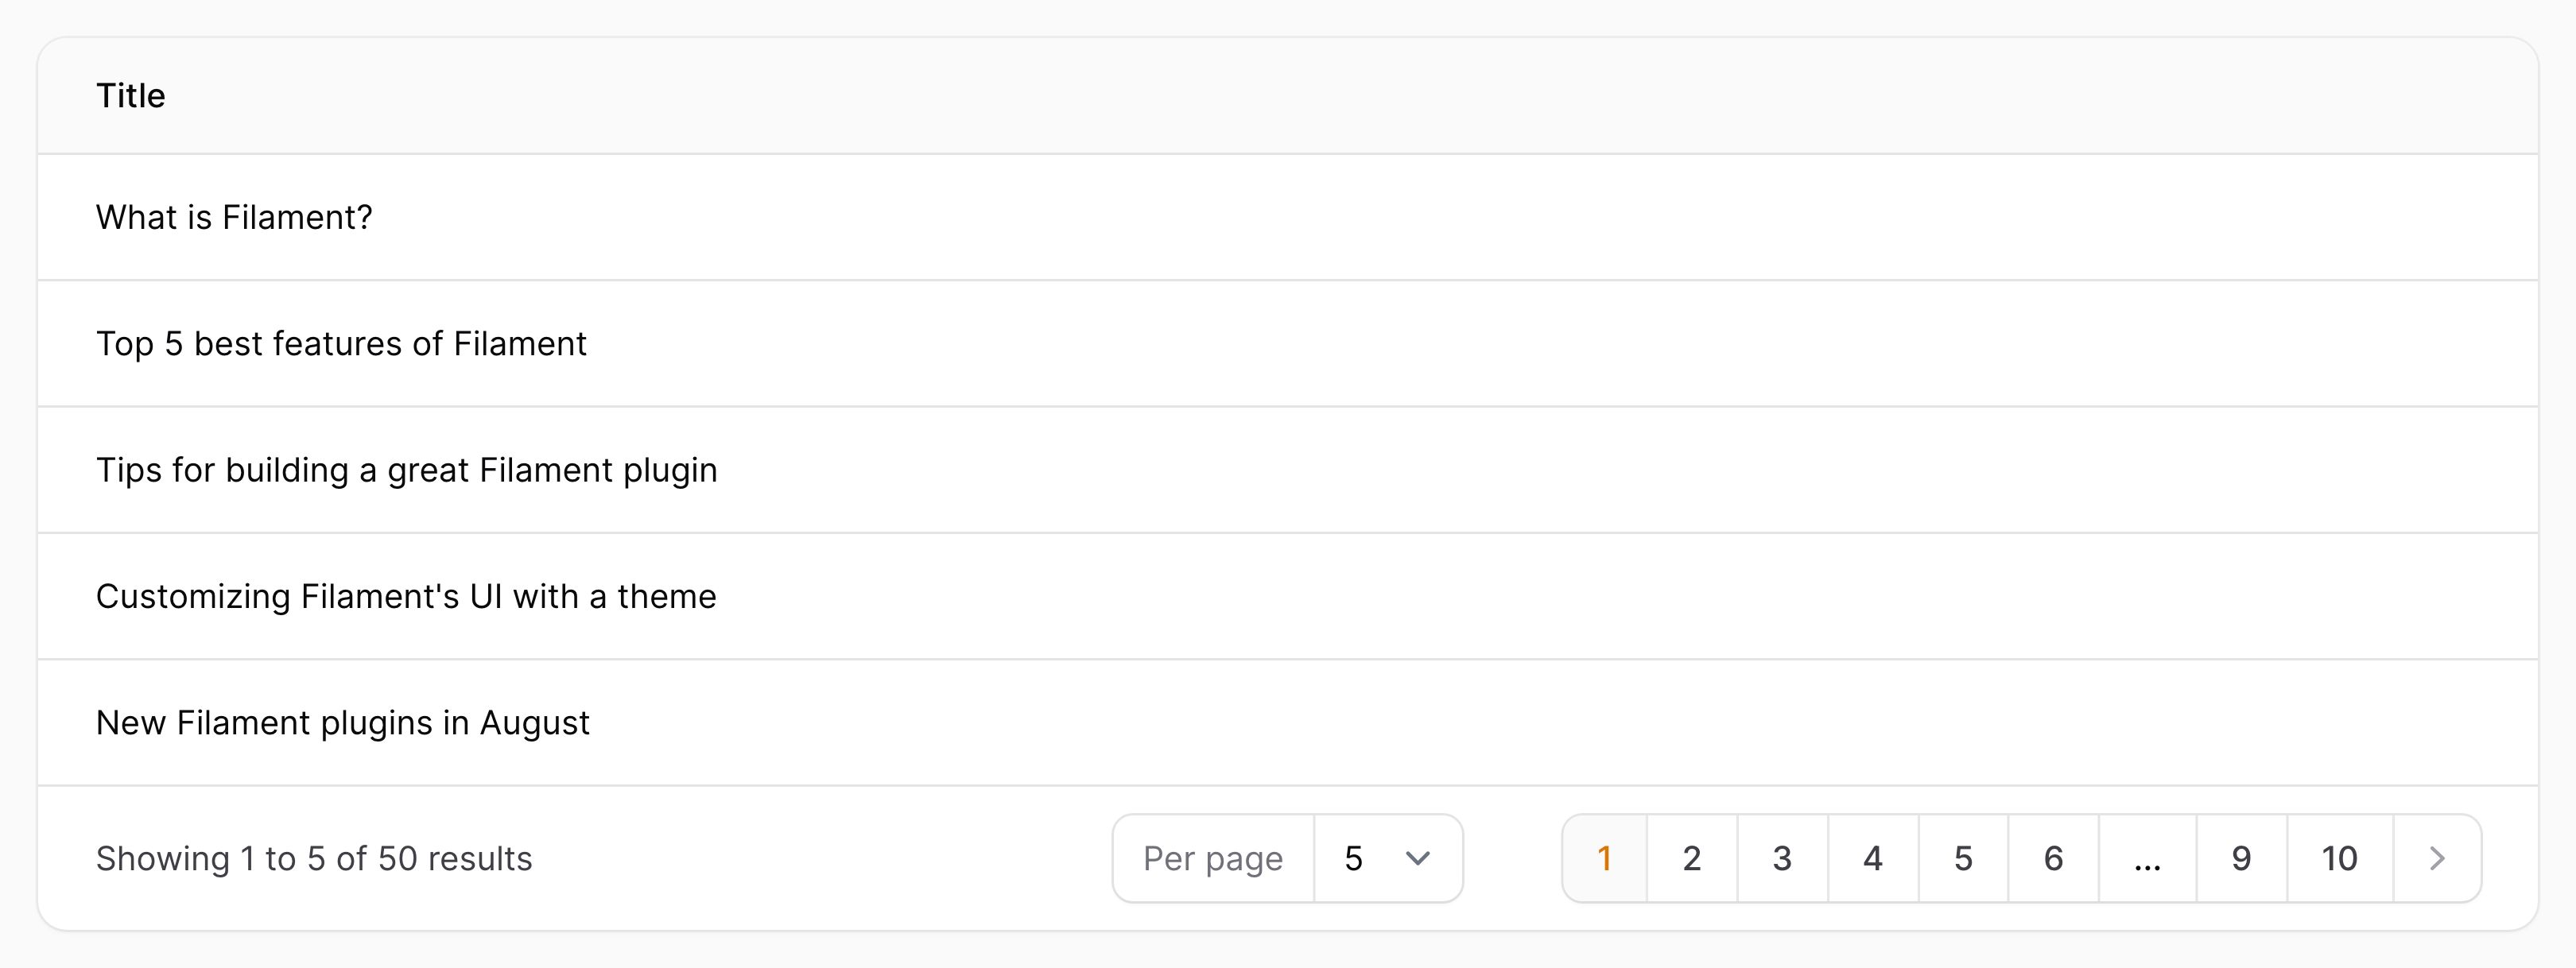 Title
What is Filament?
Top 5 best features of Filament
Tips for building a great Filament plugin
Customizing Filament's UI with a theme
New Filament plugins in August
Showing 1 to 5 of 50 results Per page 5 1 2 3 4 5 6 ... 9 10